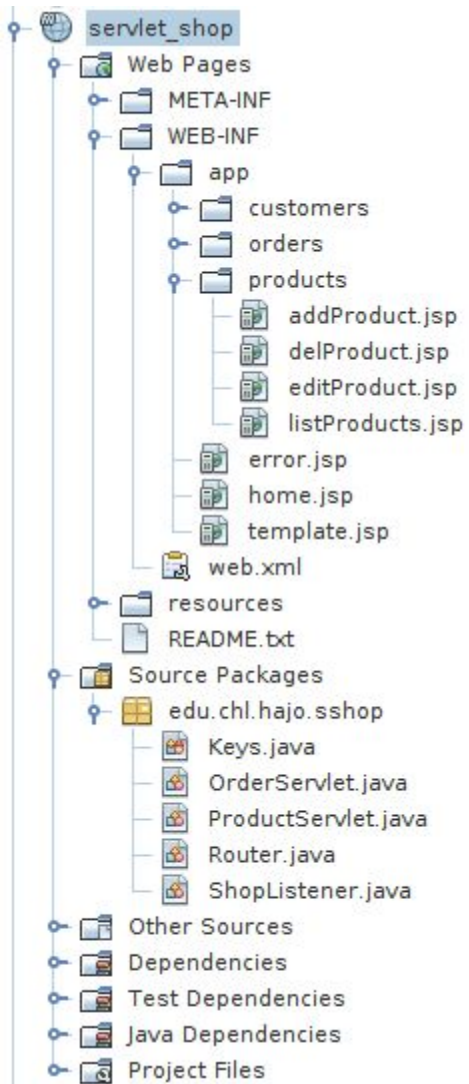 servlet_shop
Web Pages
META-INF
WEB-INF
app
customers
orders
products
addProduct.jsp
delProduct.jsp
editProduct.jsp
listProducts.jsp
error.jsp
home.jsp
template.jsp
web.xml
resources
README.txt
Source Packages
edu.chl.hajo.sshop
Keys.java
OrderServlet.java
ProductServlet.java
Router.java
ShopListener.java
Other Sources
Dependencies
Test Dependencies
Java Dependencies
Project Files